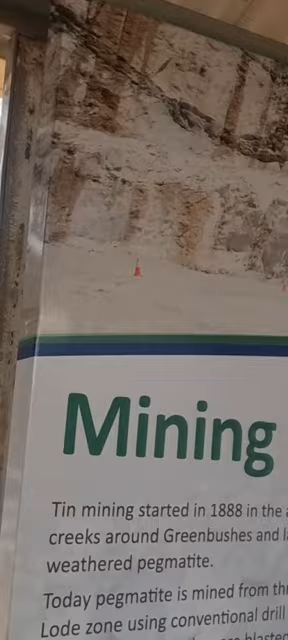 Mining
Tin mining started in 1888 in the
creeks around Greenbushes and
weathered pegmatite.
Today pegmatite is mined from
Lode zone using conventional drill
blasted